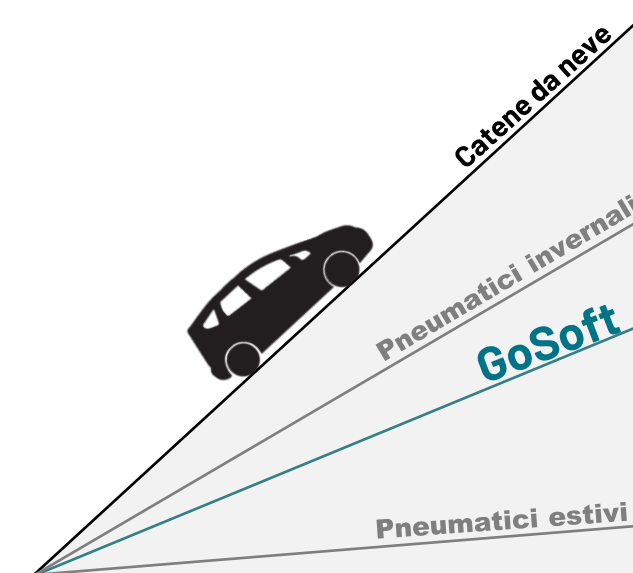 Catene da neve
Pneumatici invernali
GoSoft
Pneumatici estivi